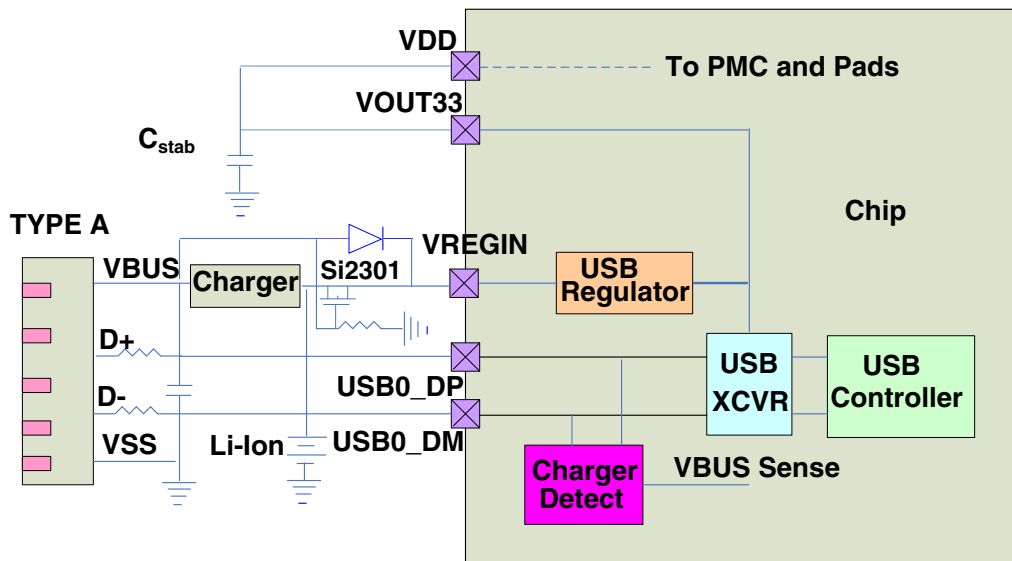 VDD
To PMC and Pads
VOUT33
Cstab
Chip
TYPE A
VREGIN
VBUS
Charger
Si2301
USB
Regulator
D+
USB
XCVR
USB
Controller
USB0_DP
D-
USB0_DM
Li-Ion
VSS
Charger
Detect
VBUS Sense